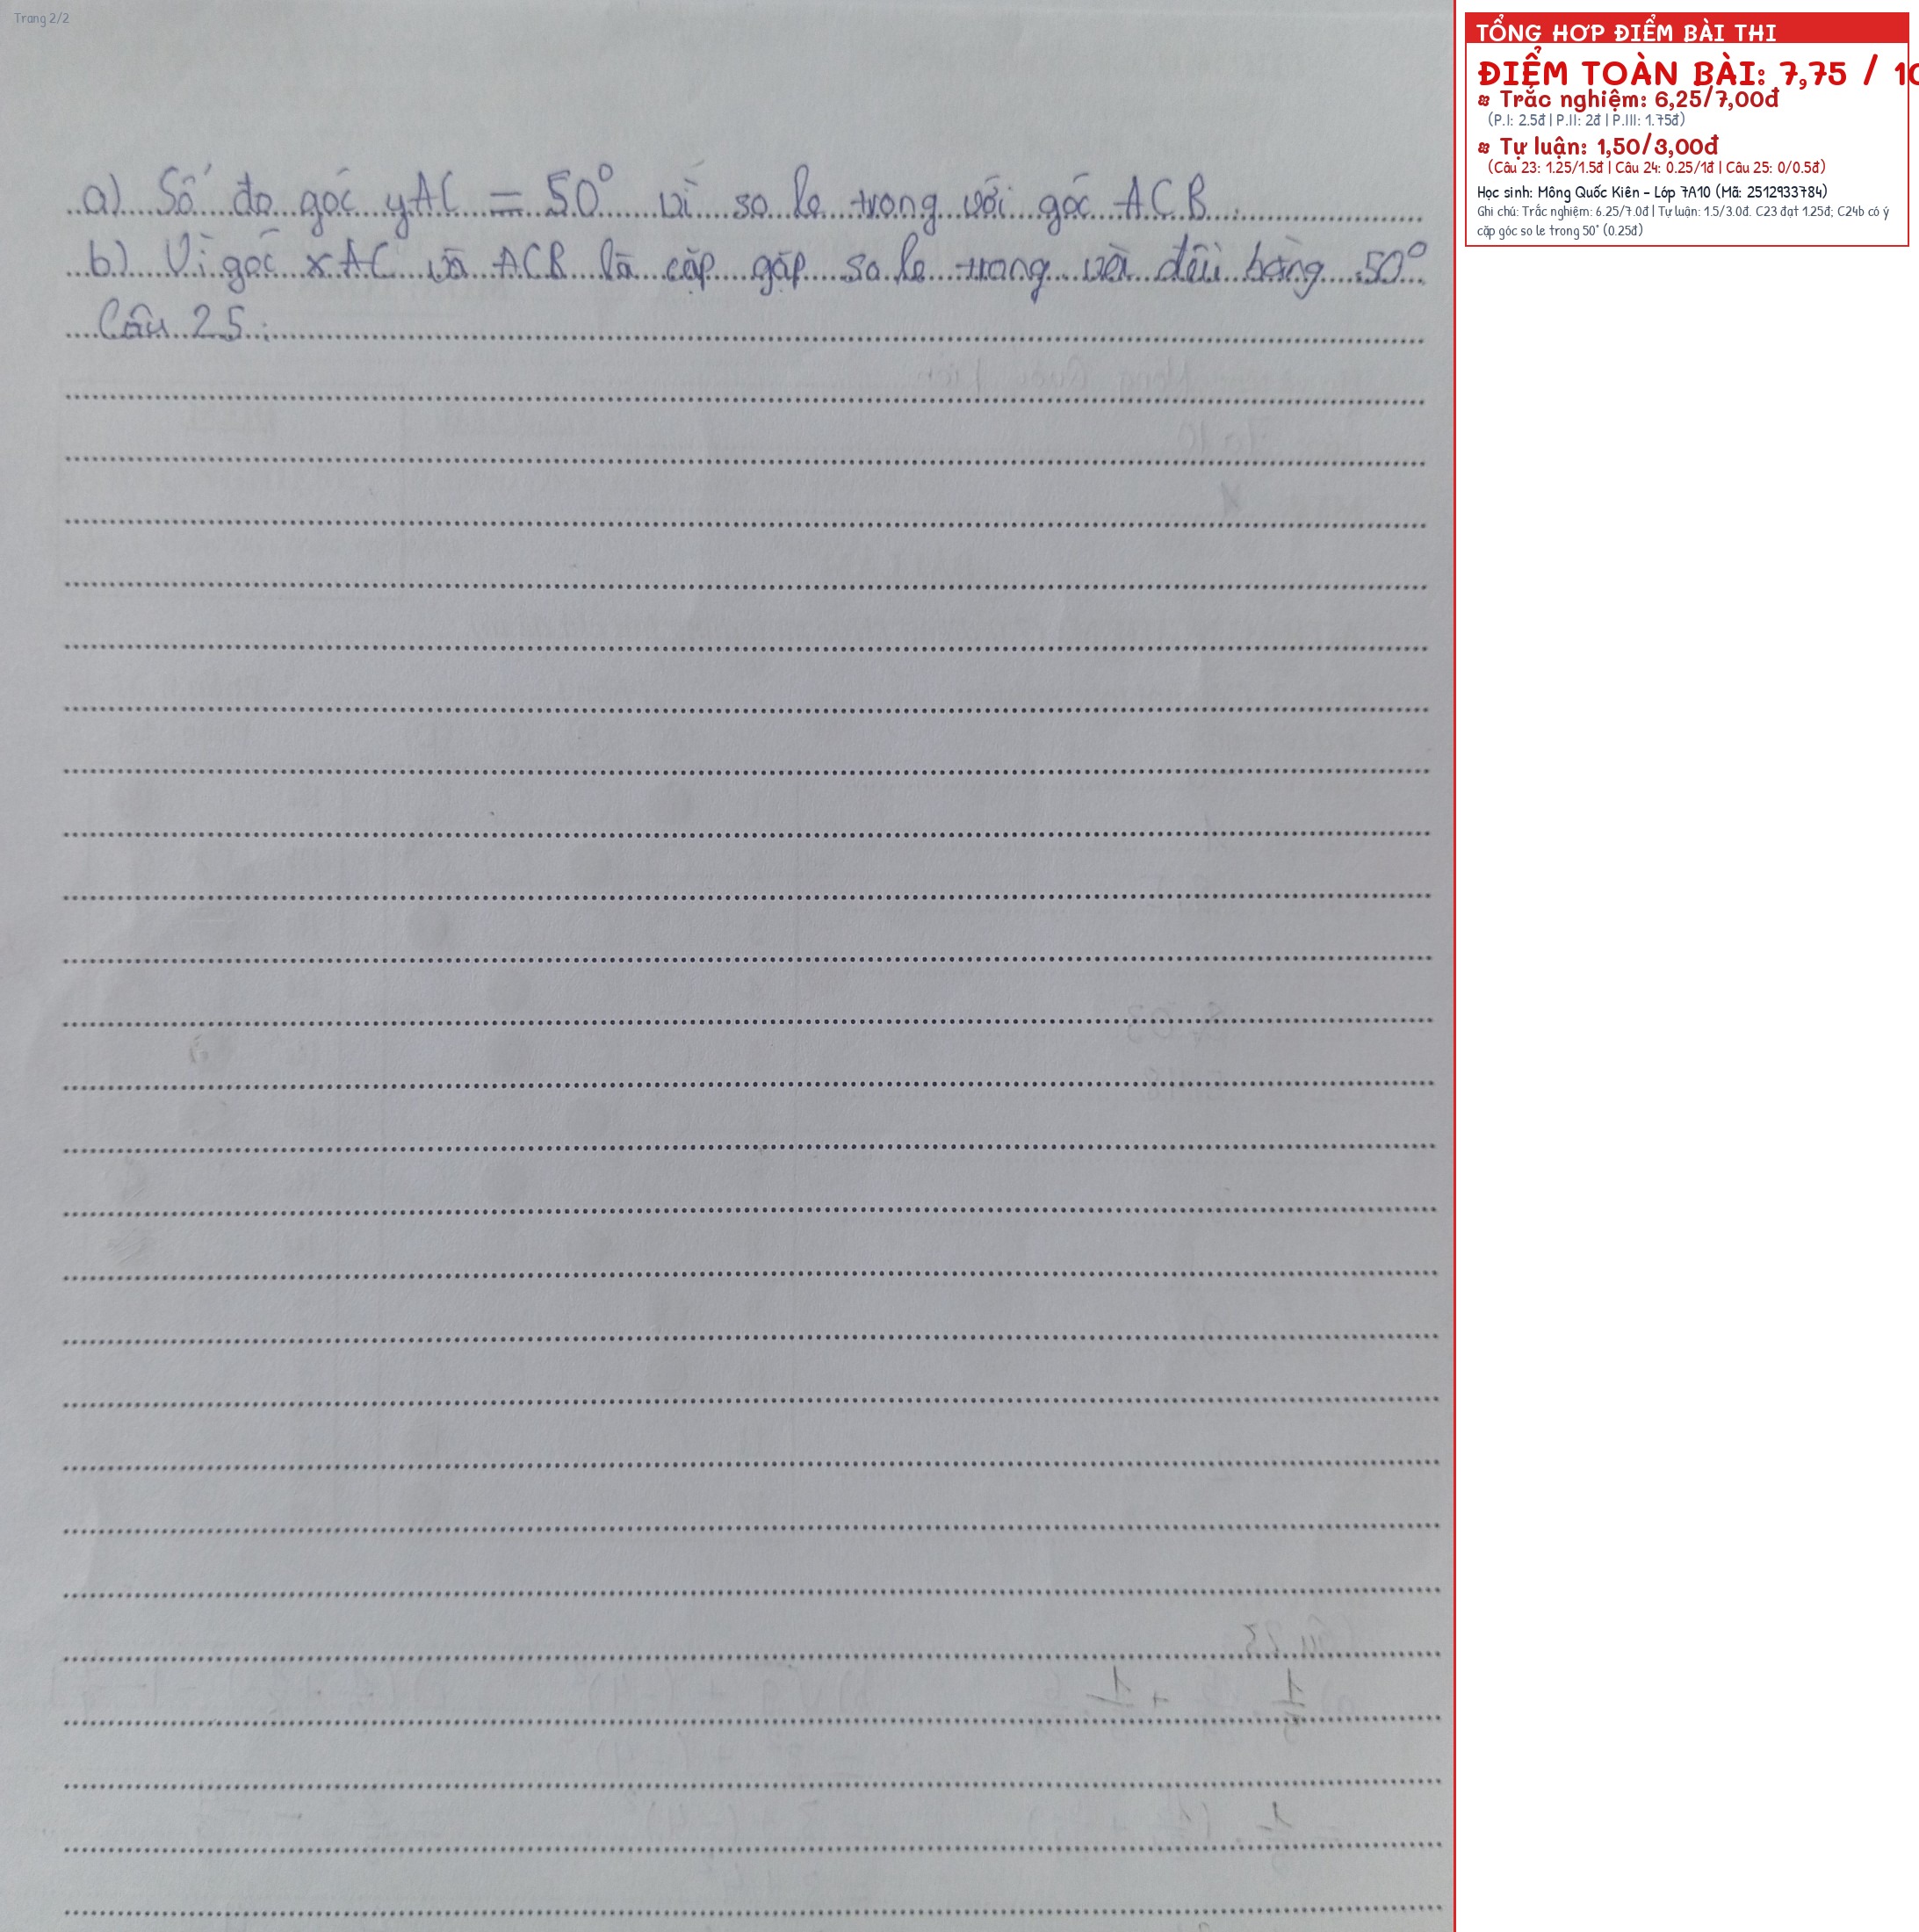 Trang 2/2
a) Số đo góc yAC = 50° vì so le trong với góc ACB
b) Vì góc xAC và ACB là cặp gặp so le trong và đều bằng 50°
Câu 25:
TỔNG HỢP ĐIỂM BÀI THI
ĐIỂM TOÀN BÀI: 7,75 / 10
Trắc nghiệm: 6,25/7,00đ
(P.I: 2.5đ | P.II: 2đ | P.III: 1.75đ)
Tự luận: 1,50/3,00đ
(Câu 23: 1.25/1.5đ | Câu 24: 0.25/1đ | Câu 25: 0/0.5đ)
Học sinh: Mông Quốc Kiên - Lớp 7A10 (Mã: 2512933784)
Ghi chú: Trắc nghiệm: 6.25/7.0đ | Tự luận: 1.5/3.0đ. C23 đạt 1.25đ; C24b có ý
cặp góc so le trong 50° (0.25đ)